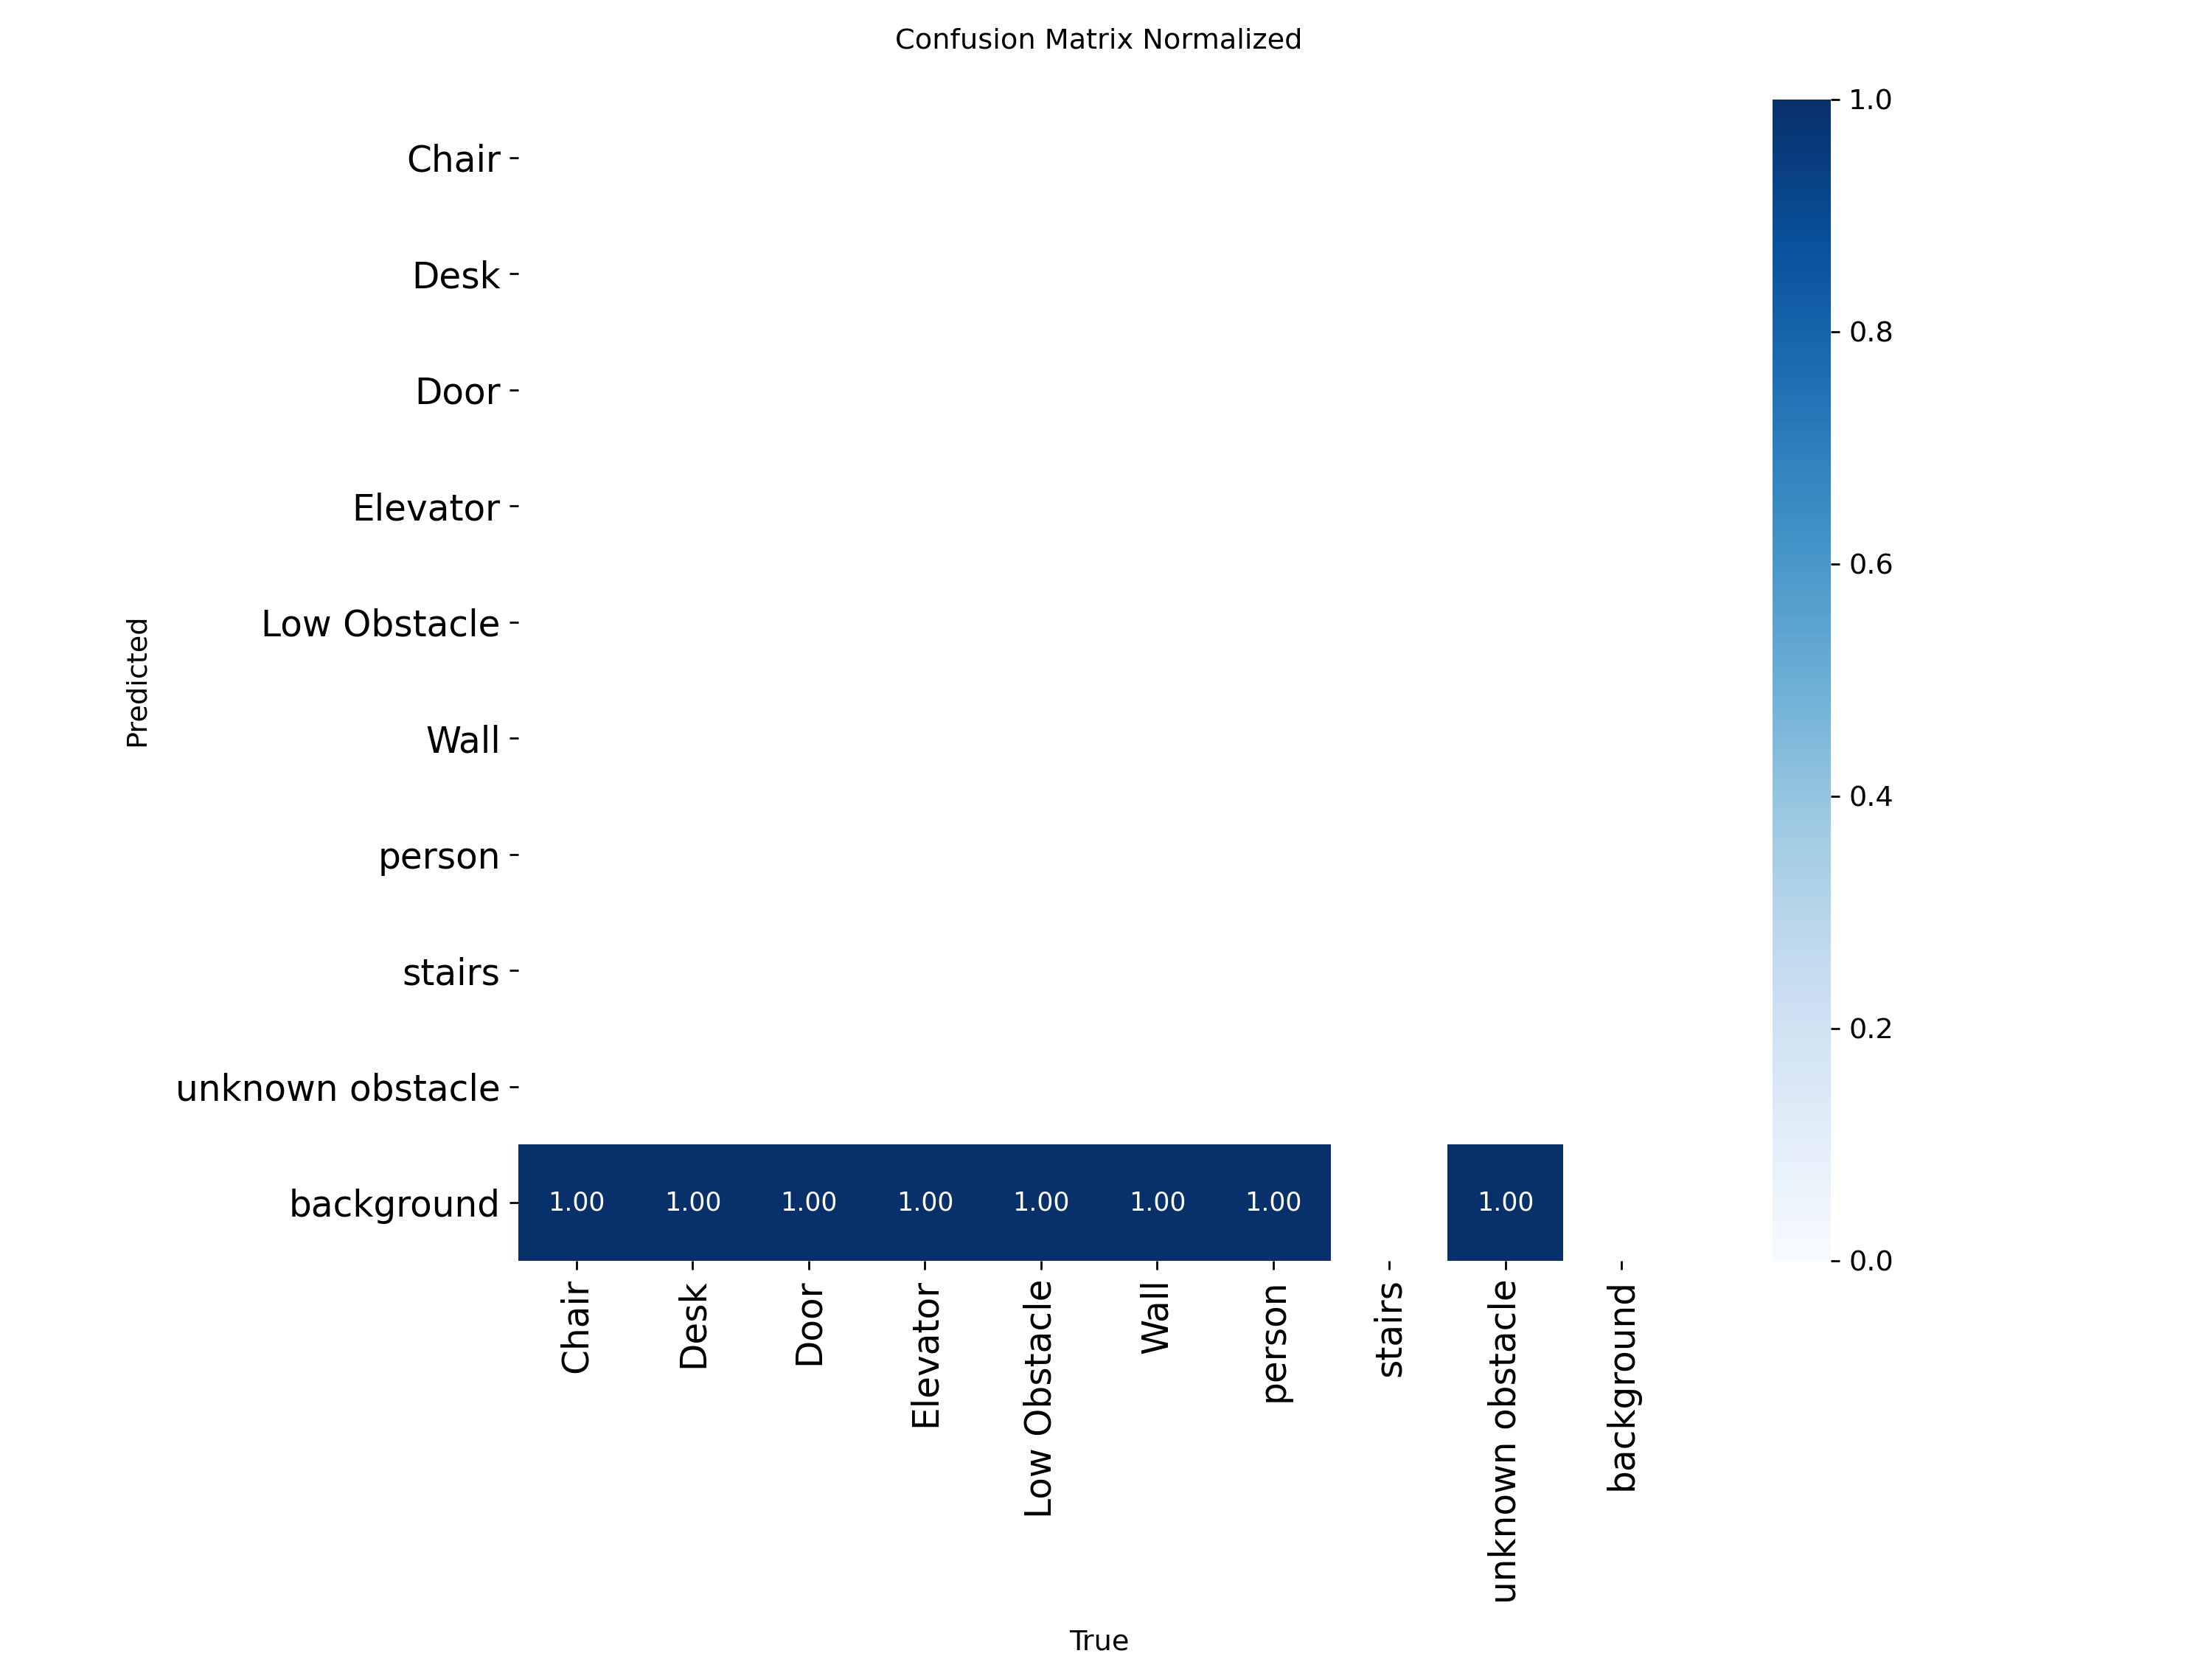 Confusion Matrix Normalized
Predicted
Chair
Desk
Door
Elevator
Low Obstacle
Wall
person
stairs
unknown obstacle
background
1.00 1.00 1.00 1.00 1.00 1.00 1.00 1.00
Chair
Desk
Door
Elevator
Low Obstacle
Wall
person
stairs
unknown obstacle
background
True
1.0
0.8
0.6
0.4
0.2
0.0